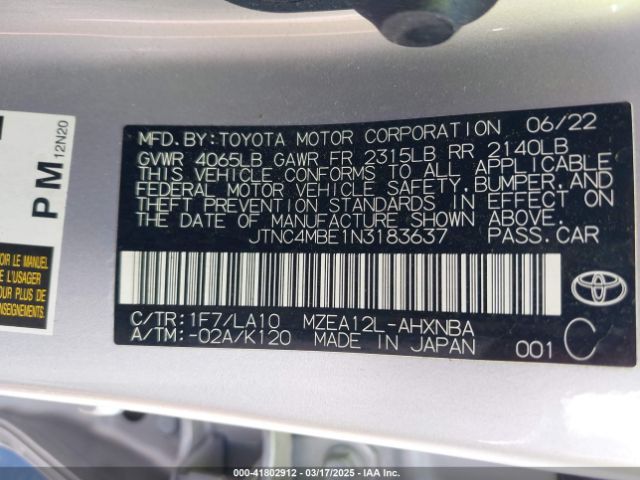 MFD.BY:TOYOTA MOTOR CORPORATION 06/22
GVWR 4065LB GAWR FR 2315LB RR 2140LB
THIS VEHICLE CONFORMS TO ALL APPLICABLE
FEDERAL MOTOR VEHICLE SAFETY,BUMPER,AND
THEFT PREVENTION STANDARDS IN EFFECT ON
THE DATE OF MANUFACTURE SHOWN ABOVE.
JTNC4MBE1N3183637 PASS.CAR
C/TR:1F7/LA10 MZEA12L-AHXNBA
A/TM:-02A/K120 MADE IN JAPAN 001 C
TOYOTA
PM 12N20
OIR LE MANUEL
E L'USAGER
OUR PLUS DE
SEIGNEMENTS
000-41802912 — 03/17/2025 — IAA Inc.